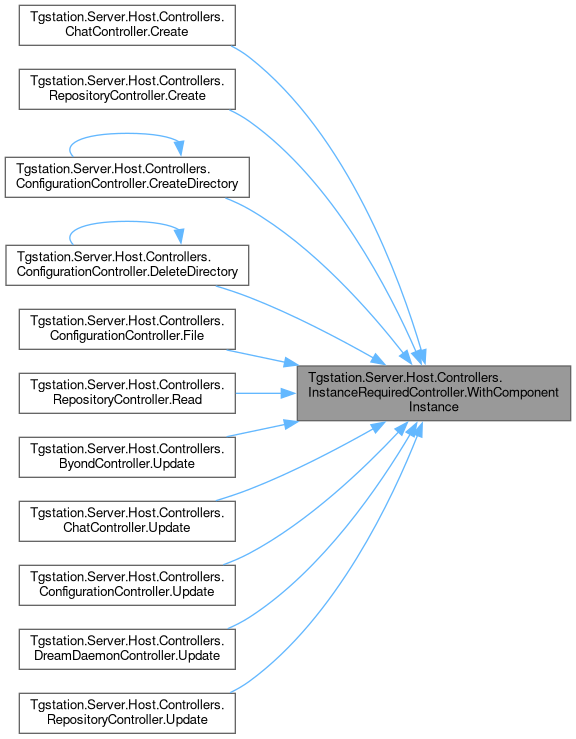 Tgstation.Server.Host.Controllers.
ChatController.Create
Tgstation.Server.Host.Controllers.
RepositoryController.Create
Tgstation.Server.Host.Controllers.
ConfigurationController.CreateDirectory
Tgstation.Server.Host.Controllers.
ConfigurationController.DeleteDirectory
Tgstation.Server.Host.Controllers.
ConfigurationController.File
Tgstation.Server.Host.Controllers.
InstanceRequiredController.WithComponent
Instance
Tgstation.Server.Host.Controllers.
RepositoryController.Read
Tgstation.Server.Host.Controllers.
ByondController.Update
Tgstation.Server.Host.Controllers.
ChatController.Update
Tgstation.Server.Host.Controllers.
ConfigurationController.Update
Tgstation.Server.Host.Controllers.
DreamDaemonController.Update
Tgstation.Server.Host.Controllers.
RepositoryController.Update